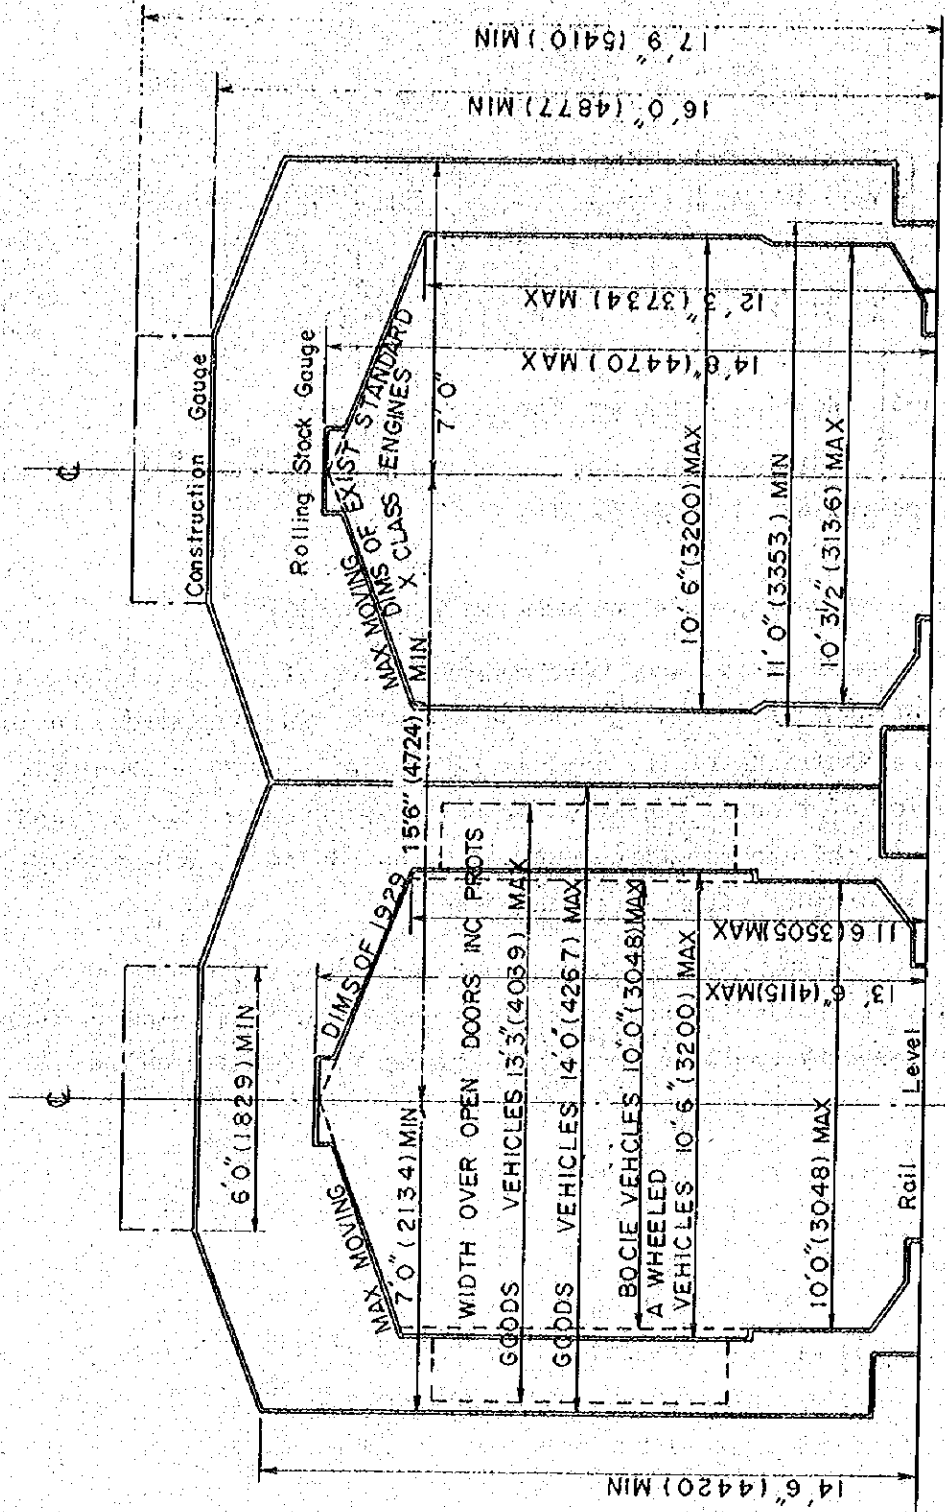 ℄
℄
17'9" (5410) MIN
16'0" (4877) MIN
Construction Gauge
Rolling Stock Gauge
MAX MOVING
DIMS OF EXIST STANDARD
X CLASS ENGINES
7'0"
MIN
12'3" (3734) MAX
14'8" (4470) MAX
10' 6" (3200) MAX
11' 0" (3353) MIN
10' 3½" (3136) MAX
15'6" (4724)
6'0" (1829) MIN
MAX MOVING DIMS OF 1929
7'0" (2134) MIN
WIDTH OVER OPEN DOORS INC PROTS
GOODS VEHICLES 13'3" (4039) MAX
GOODS VEHICLES 14'0" (4267) MAX
BOCIE VEHICLES 10'0" (3048) MAX
A WHEELED
VEHICLES 10'6" (3200) MAX
11'6 (3505) MAX
13'6" (4115) MAX
10'0" (3048) MAX
Rail Level
14'6" (4420) MIN